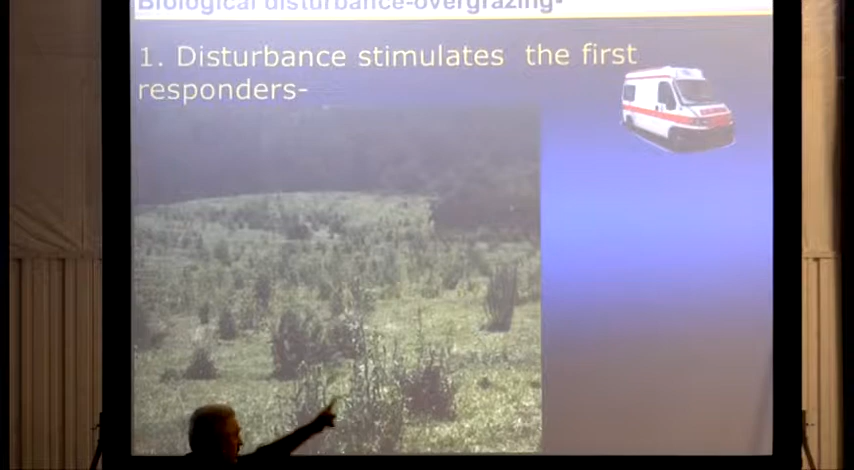 Biological disturbance-overgrazing-
1. Disturbance stimulates the first
responders-